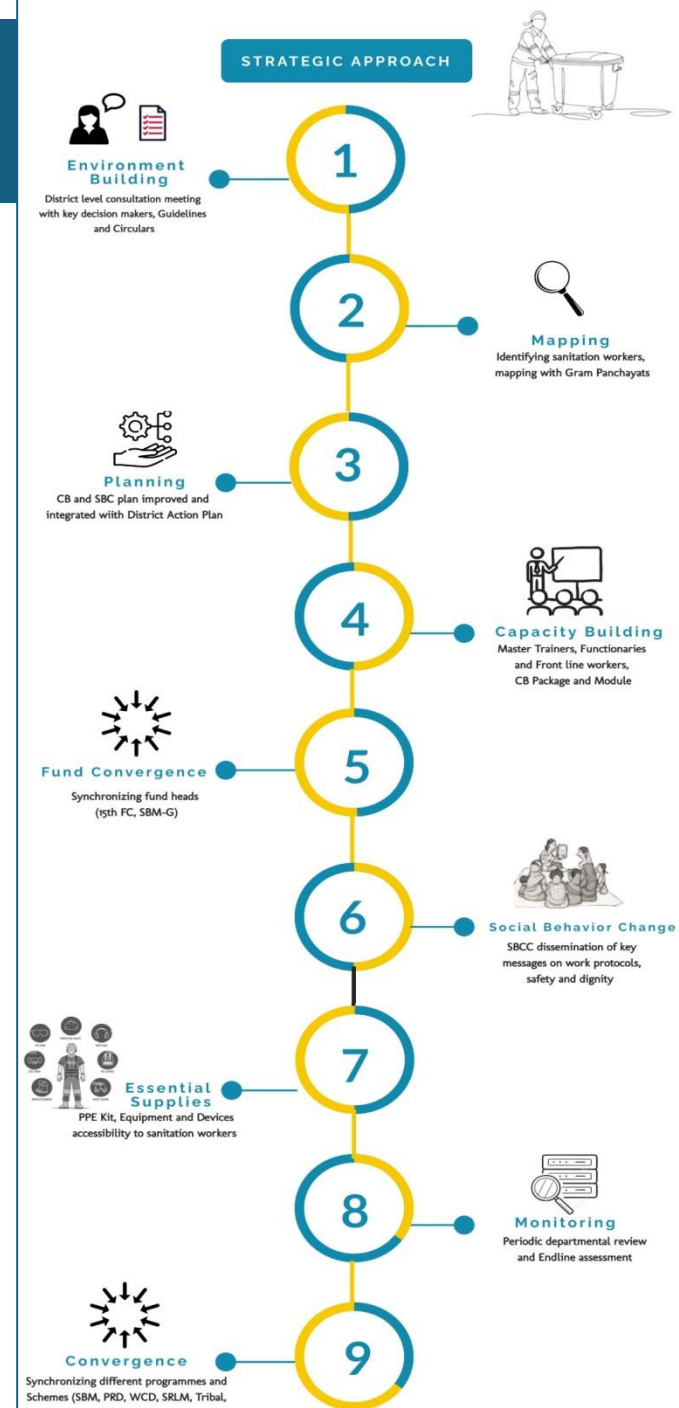 STRATEGIC APPROACH
1
Environment
Building
District level consultation meeting
with key decision makers, Guidelines
and Circulars
2
Mapping
Identifying sanitation workers,
mapping with Gram Panchayats
3
Planning
CB and SBC plan improved and
integrated wiith District Action Plan
4
Capacity Building
Master Trainers, Functionaries
and Front line workers,
CB Package and Module
5
Fund Convergence
Synchronizing fund heads
(15th FC, SBM-G)
6
Social Behavior Change
SBCC dissemination of key
messages on work protocols,
safety and dignity
7
Essential
Supplies
PPE Kit, Equipment and Devices
accessibility to sanitation workers
8
Monitoring
Periodic departmental review
and Endline assessment
9
Convergence
Synchronizing different programmes and
Schemes (SBM, PRD, WCD, SRLM, Tribal,